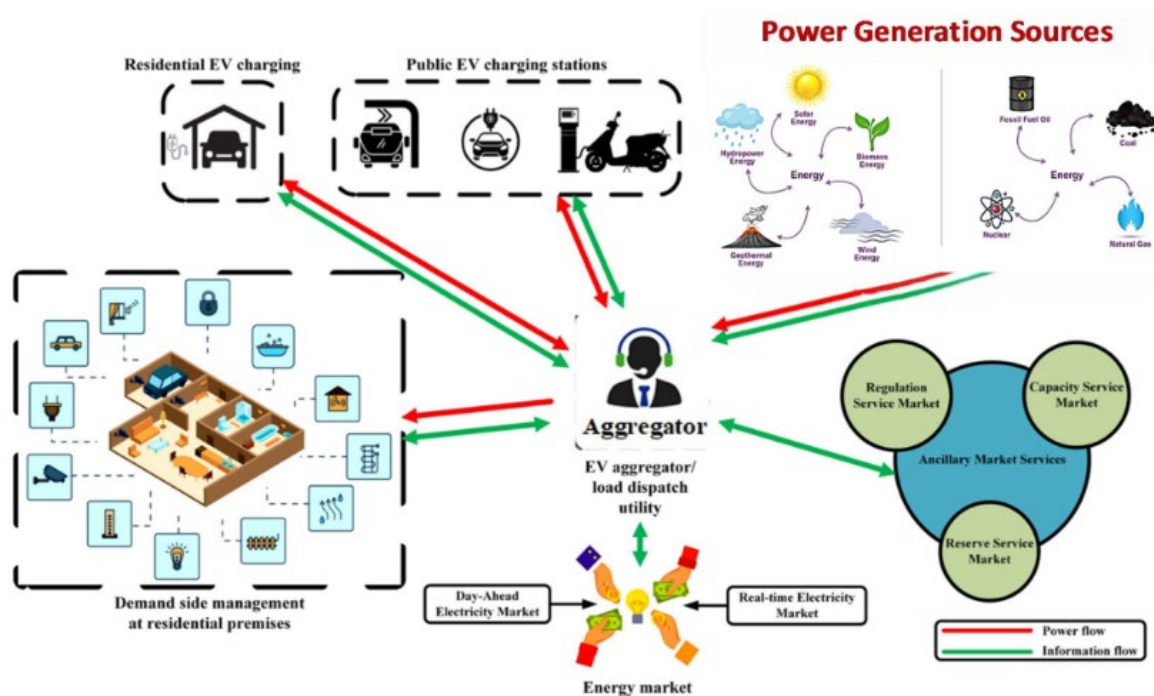 Power Generation Sources
Residential EV charging
Public EV charging stations
Solar
Energy
Hydropower
Energy
Biomass
Energy
Energy
Geothermal
Energy
Wind
Energy
Fossil Fuel Oil
Coal
Energy
Nuclear
Natural Gas
Aggregator
EV aggregator/
load dispatch
utility
Regulation
Service Market
Capacity Service
Market
Ancillary Market Services
Reserve Service
Market
Demand side management
at residential premises
Day-Ahead
Electricity Market
Real-time Electricity
Market
Energy market
Power flow
Information flow